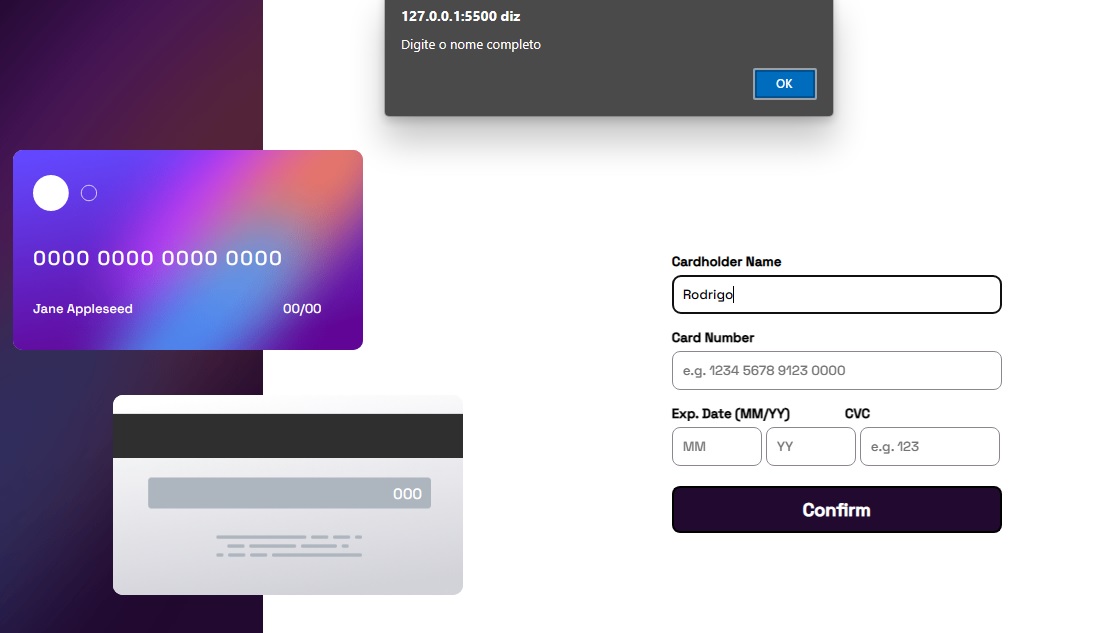 127.0.0.1:5500 diz
Digite o nome completo
OK
0000 0000 0000 0000
Jane Appleseed 00/00
000
Cardholder Name
Rodrigo
Card Number
e.g. 1234 5678 9123 0000
Exp. Date (MM/YY) CVC
MM YY e.g. 123
Confirm